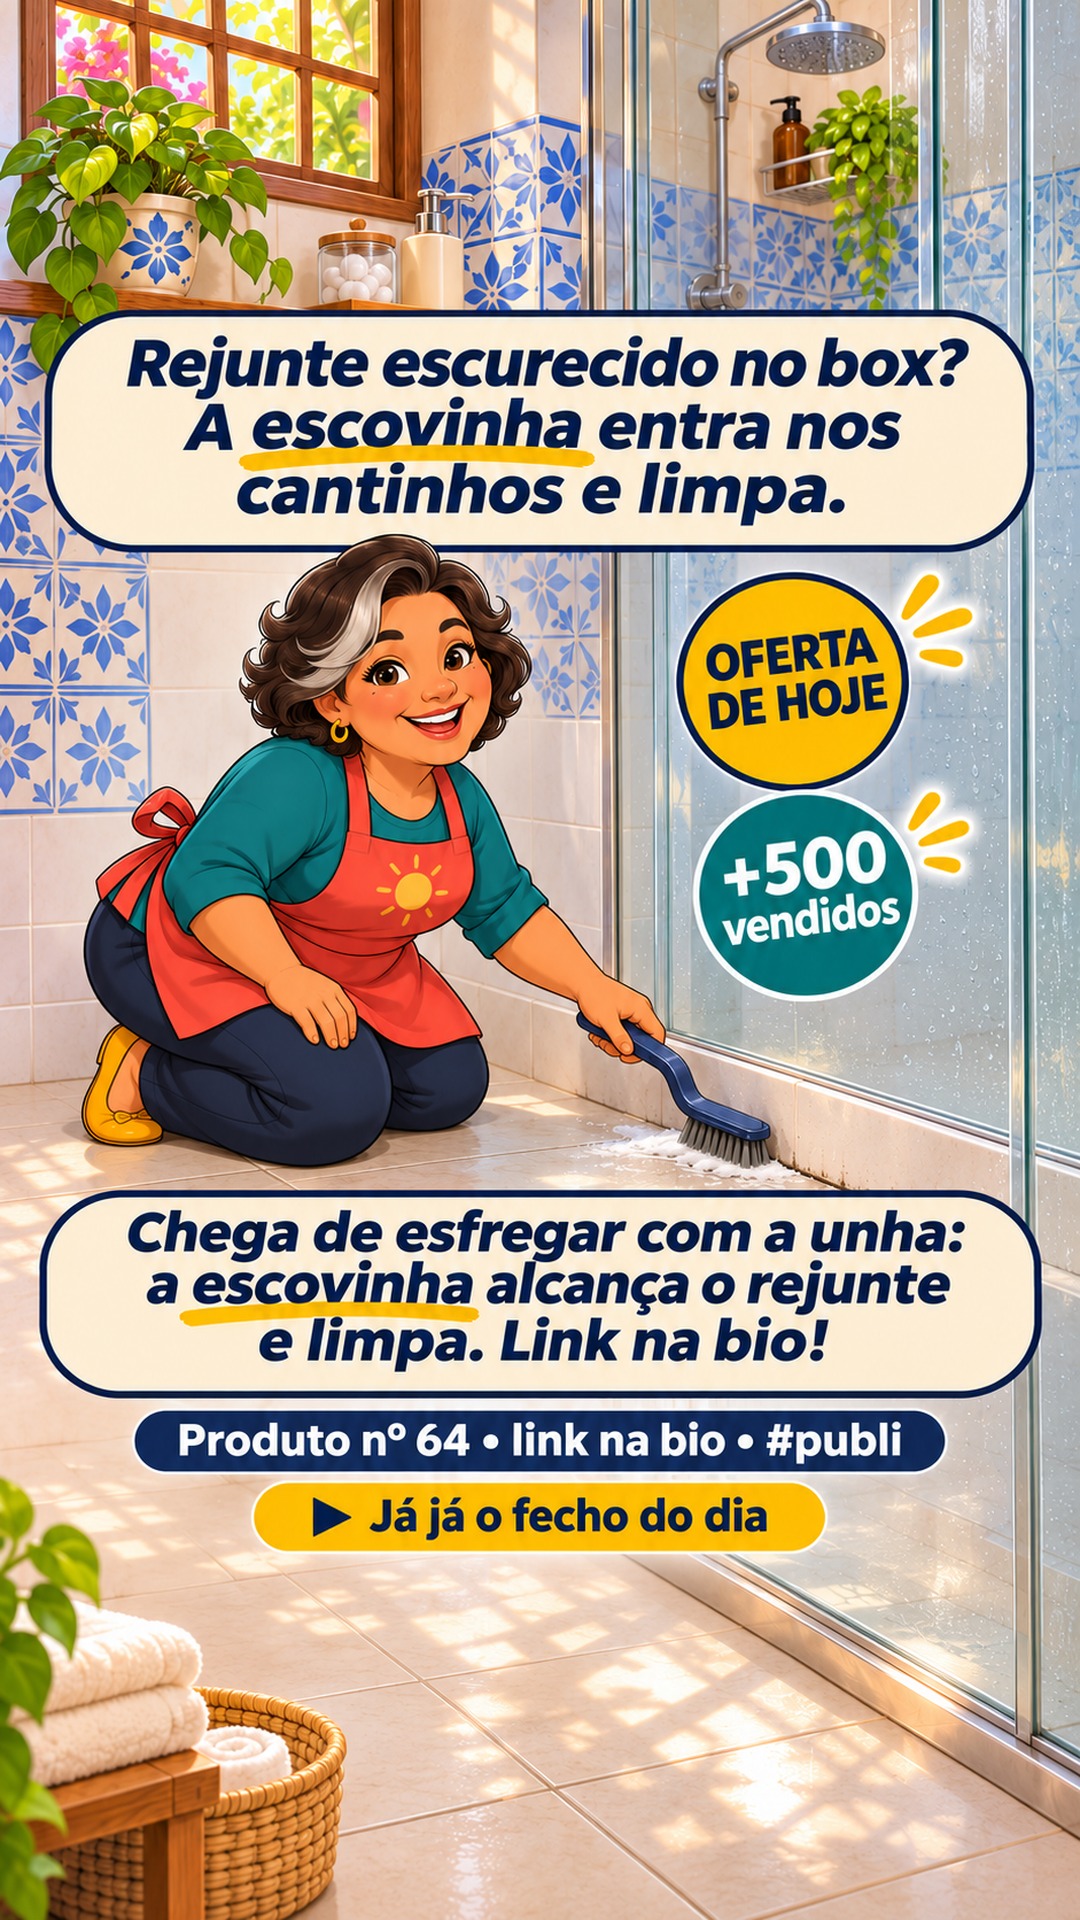 Rejunte escurecido no box?
A escovinha entra nos
cantinhos e limpa.
OFERTA
DE HOJE
+500
vendidos
Chega de esfregar com a unha:
a escovinha alcança o rejunte
e limpa. Link na bio!
Produto nº 64 • link na bio • #publi
▶ Já já o fecho do dia